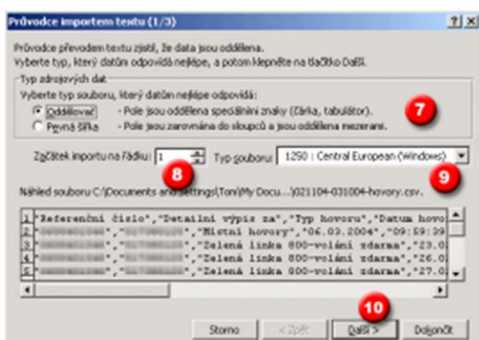 Průvodce importem textu (1/3)
Průvodce převodem textu zjistil, že data jsou oddělena.
Vyberte typ, který datům odpovídá nejlépe, a potom klepněte na tlačítko Další.
Typ zdrojových dat
Vyberte typ souboru, který datům nejlépe odpovídá:
Oddělovač - Pole jsou oddělena speciálními znaky (čárka, tabulátor).
7
Pevná šířka - Pole jsou zarovnána do sloupců a jsou oddělena mezerami.
Začátek importu na řádku: 1 Typ souboru: 1250 : Central European (Windows)
8
9
Náhled souboru C:\Documents and Settings\Tom\My Docu...\021104-031004-hovory.csv.
1 "Referenční číslo","Detailní výpis za","Typ hovoru","Datum hovo
2 "Místní hovory","06.03.2004","09:59:39
3 "Zelená linka 800-volání zdarma","23.0
4 "Zelená linka 800-volání zdarma","26.0
5 "Zelená linka 800-volání zdarma","27.0
10
Storno < Zpět Další > Dokončit